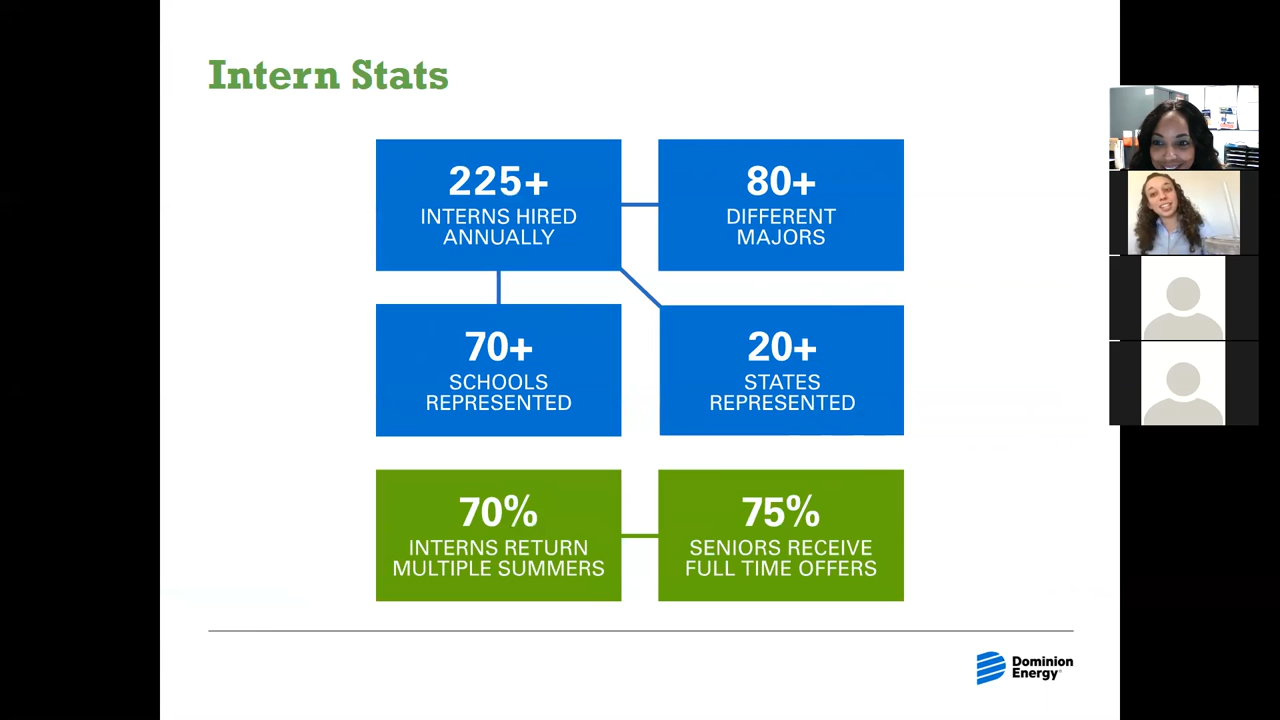 Intern Stats
225+
INTERNS HIRED
ANNUALLY
80+
DIFFERENT
MAJORS
70+
SCHOOLS
REPRESENTED
20+
STATES
REPRESENTED
70%
INTERNS RETURN
MULTIPLE SUMMERS
75%
SENIORS RECEIVE
FULL TIME OFFERS
Dominion
Energy®